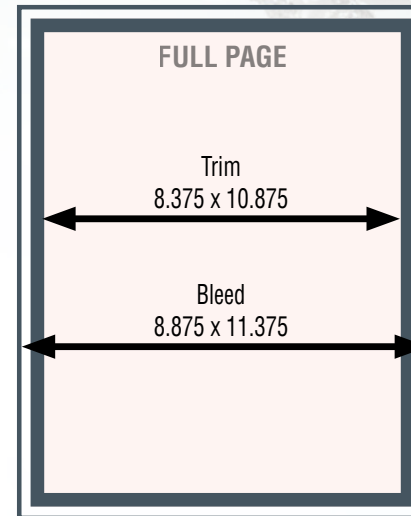 FULL PAGE
Trim
8.375 x 10.875
Bleed
8.875 x 11.375